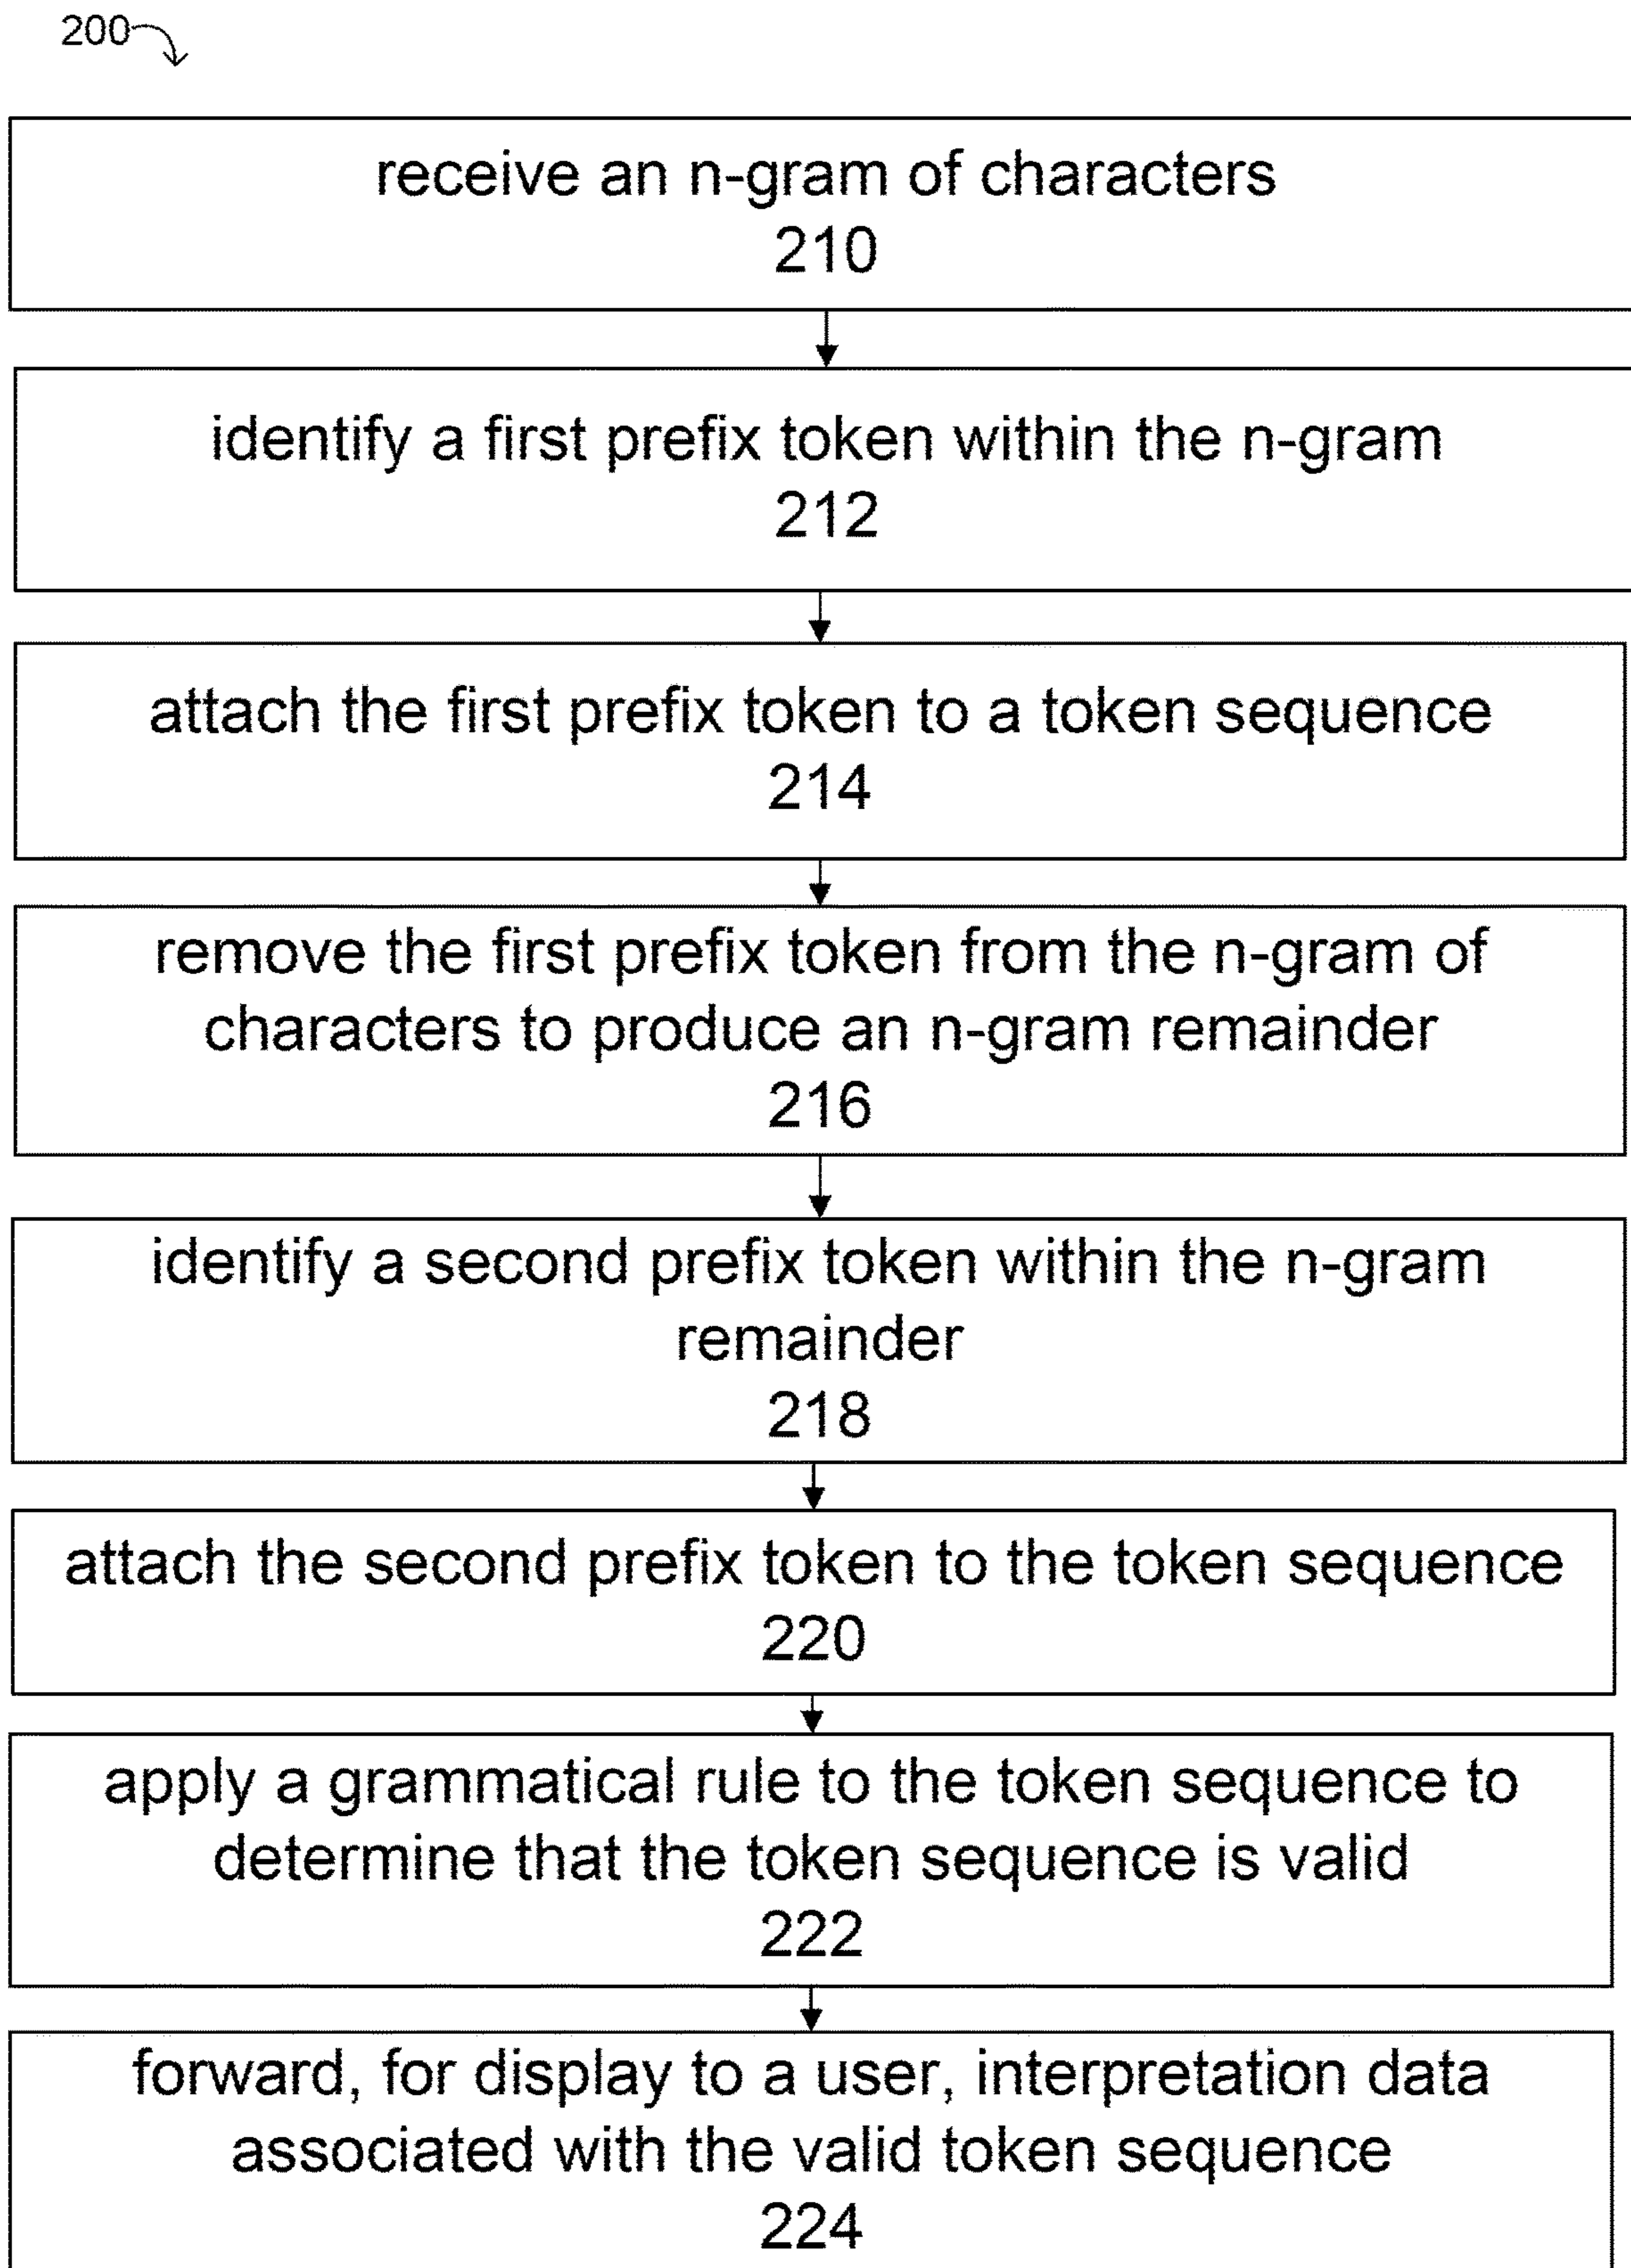 200
receive an n-gram of characters
210
identify a first prefix token within the n-gram
212
attach the first prefix token to a token sequence
214
remove the first prefix token from the n-gram of
characters to produce an n-gram remainder
216
identify a second prefix token within the n-gram
remainder
218
attach the second prefix token to the token sequence
220
apply a grammatical rule to the token sequence to
determine that the token sequence is valid
222
forward, for display to a user, interpretation data
associated with the valid token sequence
224